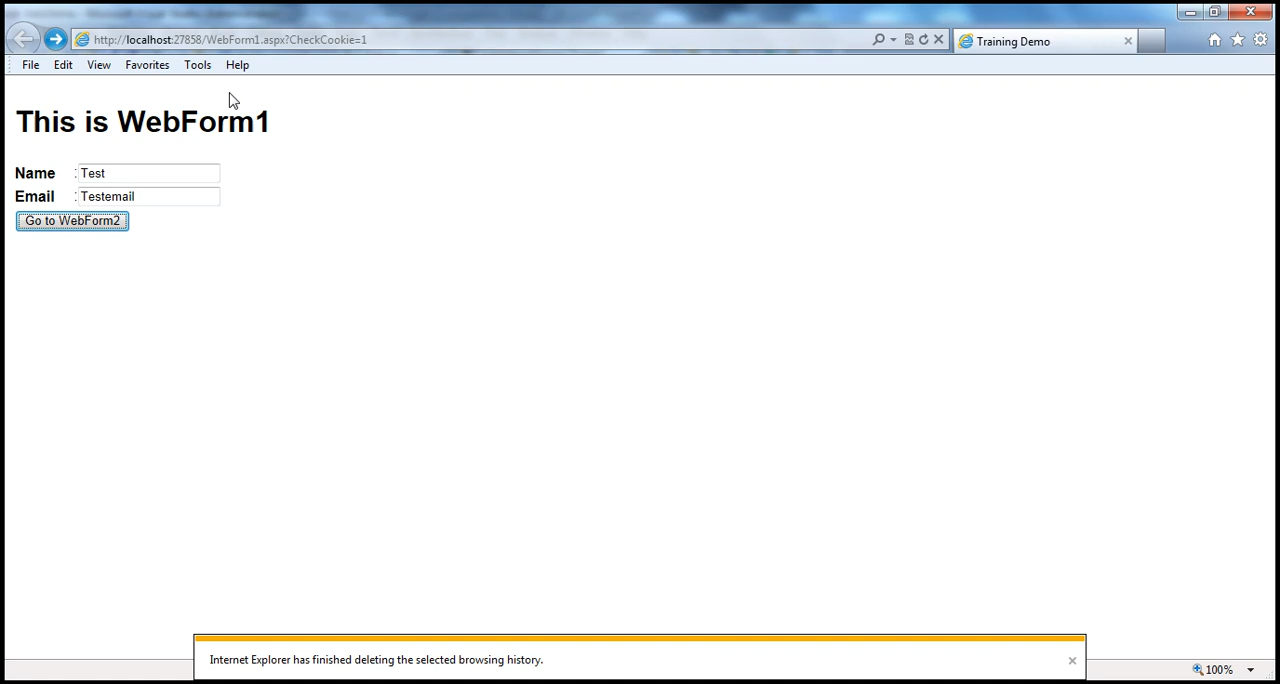 http://localhost:27858/WebForm1.aspx?CheckCookie=1
Training Demo
File Edit View Favorites Tools Help
This is WebForm1
Name : Test
Email : Testemail
Go to WebForm2
Internet Explorer has finished deleting the selected browsing history.
100%